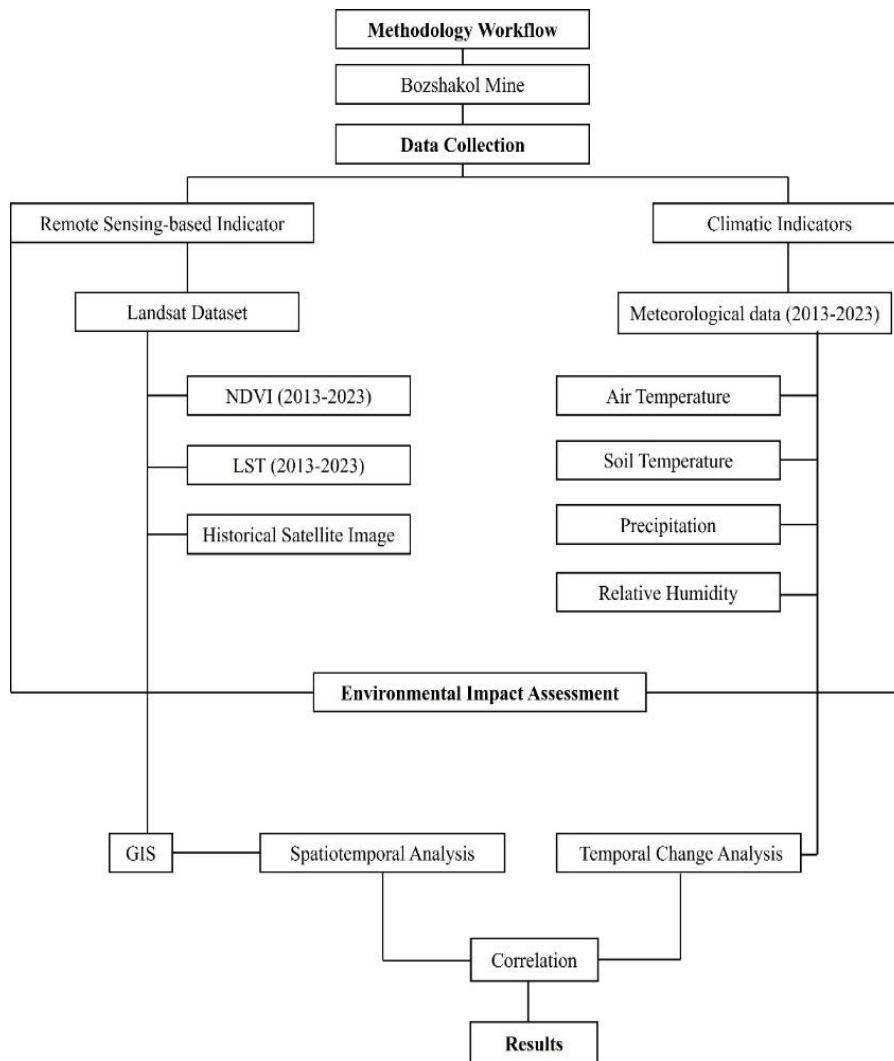 Methodology Workflow
Bozshakol Mine
Data Collection
Remote Sensing-based Indicator
Climatic Indicators
Landsat Dataset
Meteorological data (2013-2023)
NDVI (2013-2023)
Air Temperature
LST (2013-2023)
Soil Temperature
Historical Satellite Image
Precipitation
Relative Humidity
Environmental Impact Assessment
GIS
Spatiotemporal Analysis
Temporal Change Analysis
Correlation
Results